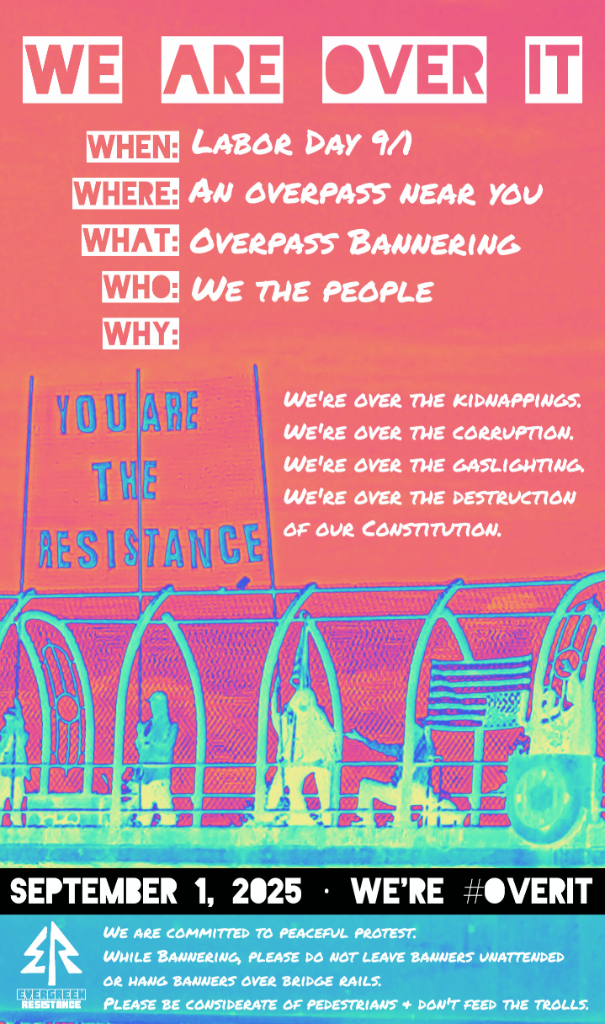 WE ARE OVER IT
WHEN: LABOR DAY 9/1
WHERE: AN OVERPASS NEAR YOU
WHAT: OVERPASS BANNERING
WHO: WE THE PEOPLE
WHY:
YOU ARE
THE
RESISTANCE
WE'RE OVER THE KIDNAPPINGS.
WE'RE OVER THE CORRUPTION.
WE'RE OVER THE GASLIGHTING.
WE'RE OVER THE DESTRUCTION
OF OUR CONSTITUTION.
SEPTEMBER 1, 2025 · WE'RE #OVERIT
ER
EVERGREEN
RESISTANCE
WE ARE COMMITTED TO PEACEFUL PROTEST.
WHILE BANNERING, PLEASE DO NOT LEAVE BANNERS UNATTENDED
OR HANG BANNERS OVER BRIDGE RAILS.
PLEASE BE CONSIDERATE OF PEDESTRIANS & DON'T FEED THE TROLLS.